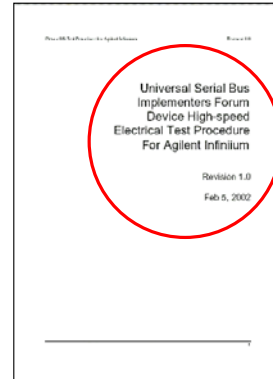 Universal Serial Bus
Implementers Forum
Device High-speed
Electrical Test Procedure
For Agilent Infiniium
Revision 1.0
Feb 5, 2002